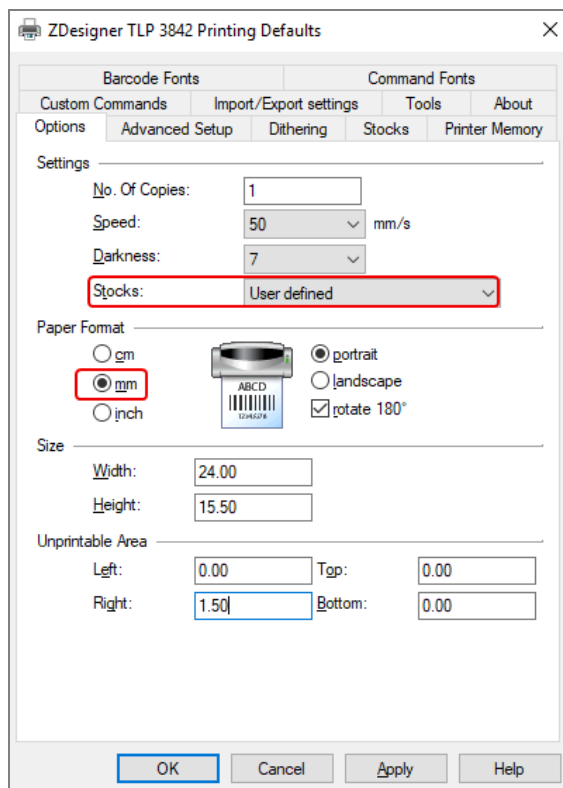 ZDesigner TLP 3842 Printing Defaults
Barcode Fonts Command Fonts
Custom Commands Import/Export settings Tools About
Options Advanced Setup Dithering Stocks Printer Memory
Settings
No. Of Copies: 1
Speed: 50 mm/s
Darkness: 7
Stocks: User defined
Paper Format
cm portrait
mm landscape
inch rotate 180°
ABCD
12345678
Size
Width: 24.00
Height: 15.50
Unprintable Area
Left: 0.00 Top: 0.00
Right: 1.50 Bottom: 0.00
OK Cancel Apply Help